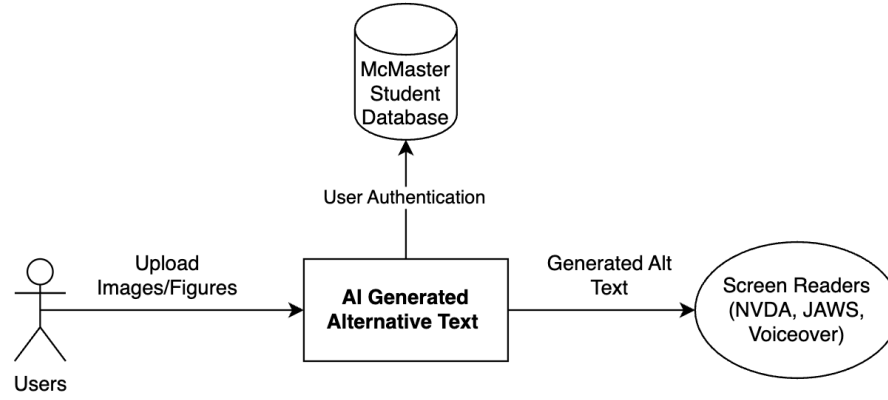 McMaster
Student
Database
User Authentication
Upload
Images/Figures
Generated Alt
Text
AI Generated
Alternative Text
Screen Readers
(NVDA, JAWS,
Voiceover)
Users